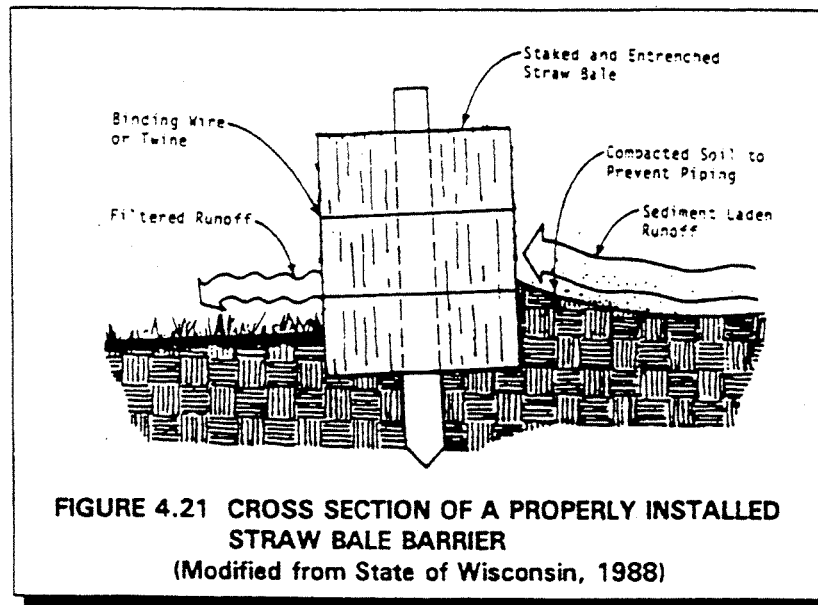 Staked and Entrenched
Straw Bale
Binding Wire
or Twine
Compacted Soil to
Prevent Piping
Filtered Runoff
Sediment Laden
Runoff
FIGURE 4.21 CROSS SECTION OF A PROPERLY INSTALLED
STRAW BALE BARRIER
(Modified from State of Wisconsin, 1988)